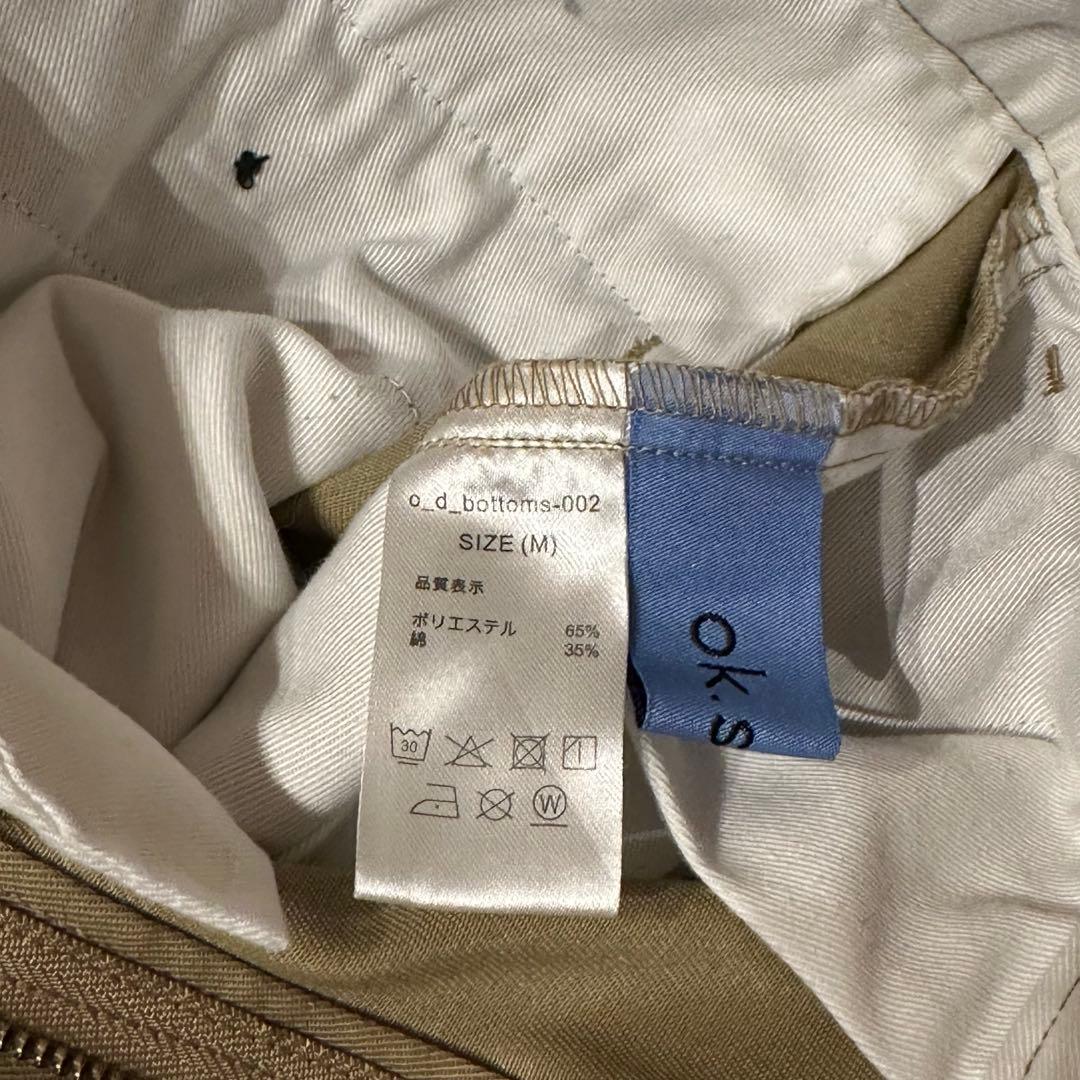 o_d_bottoms-002
SIZE (M)
品質表示
ポリエステル 65%
綿 35%
30
W
ok.s